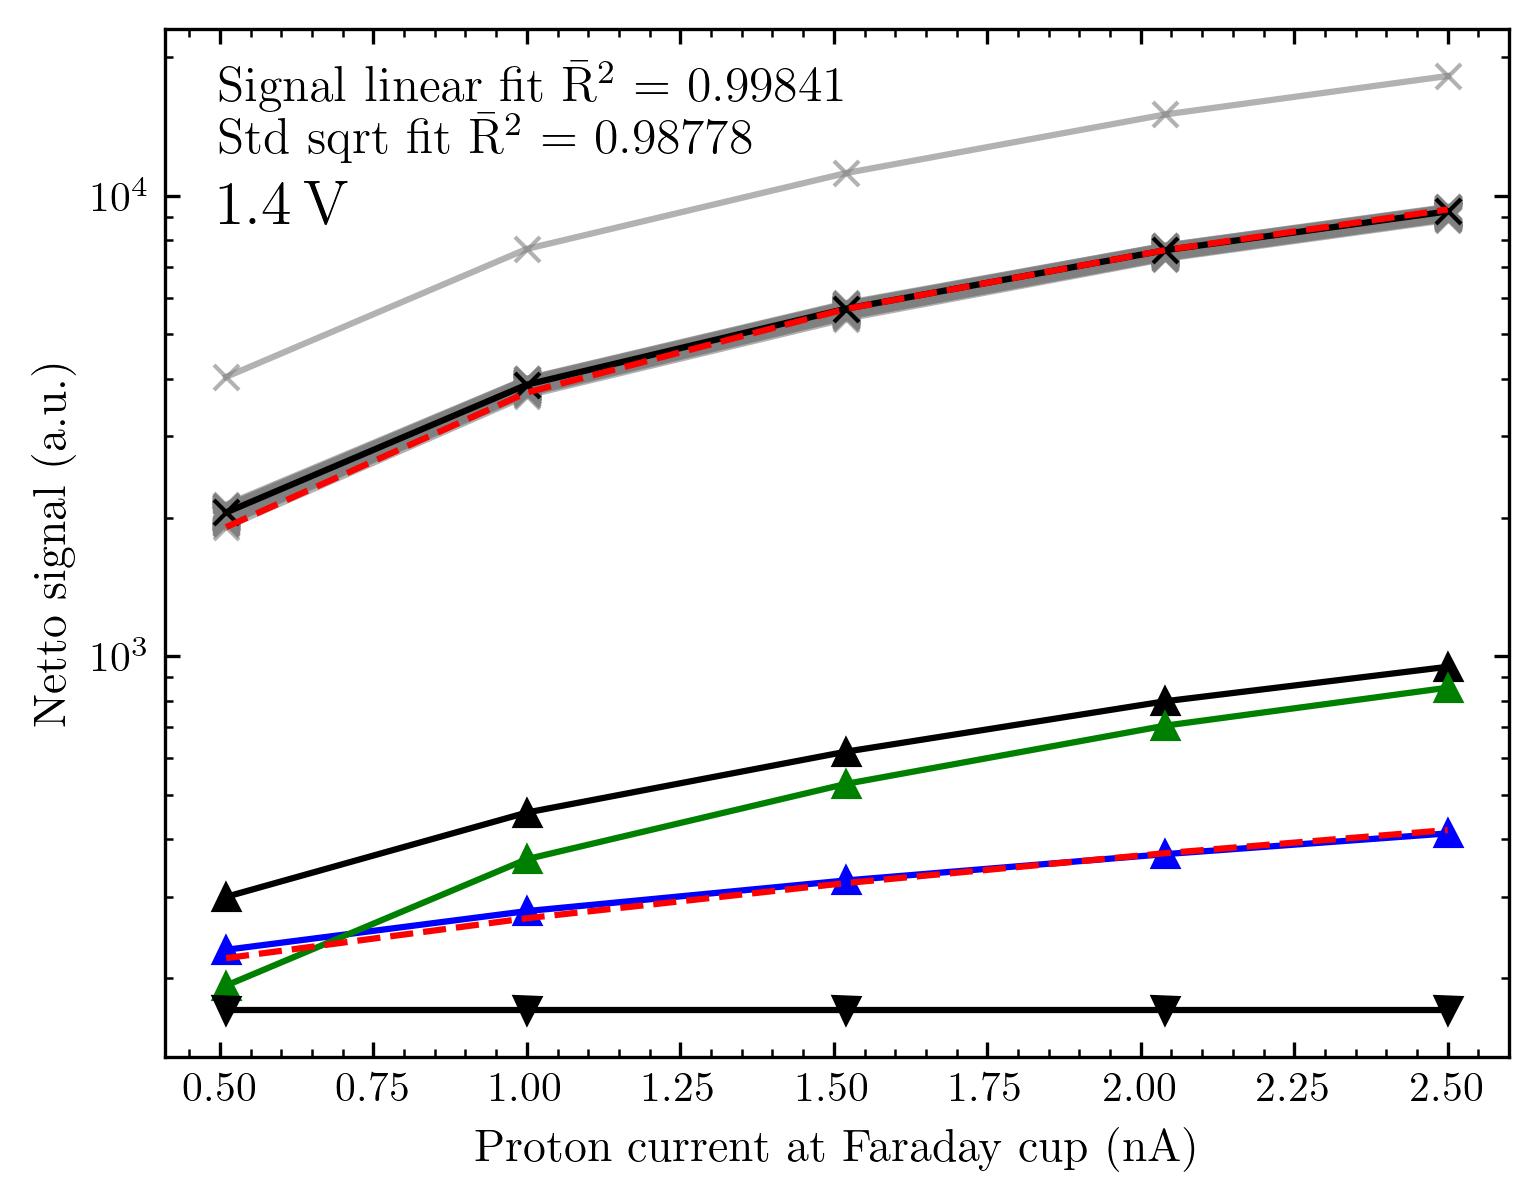 Signal linear fit R̄² = 0.99841
Std sqrt fit R̄² = 0.98778
1.4 V
10⁴
10³
Netto signal (a.u.)
0.50 0.75 1.00 1.25 1.50 1.75 2.00 2.25 2.50
Proton current at Faraday cup (nA)